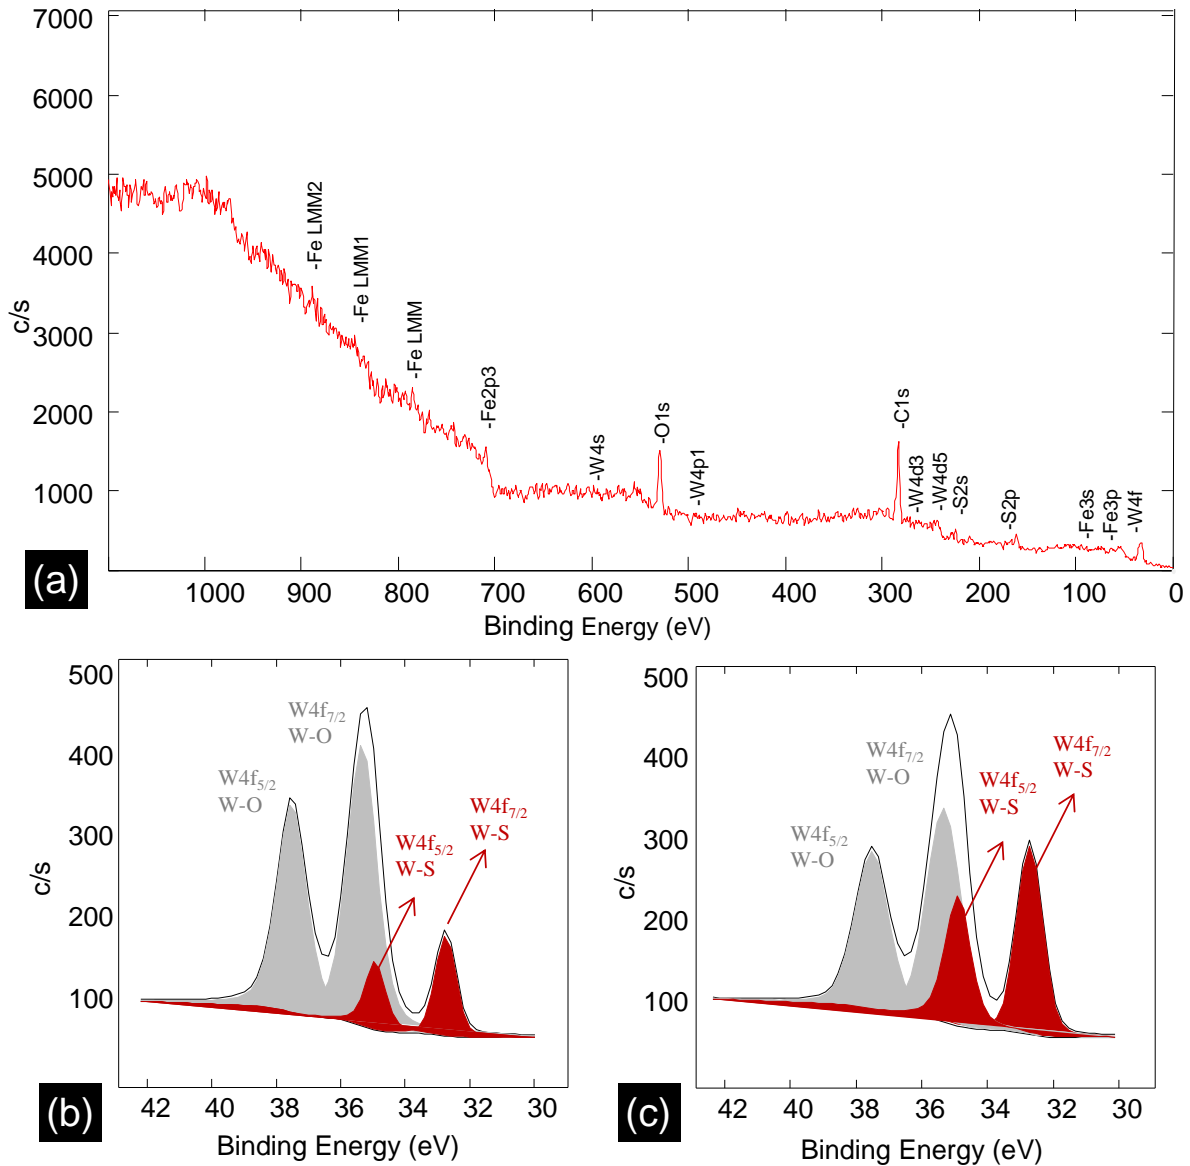 7000
6000
5000
4000
3000
2000
1000
c/s
-Fe LMM2
-Fe LMM1
-Fe LMM
-Fe2p3
-W4s
-O1s
-W4p1
-C1s
-W4d3
-W4d5
-S2s
-S2p
-Fe3s
-Fe3p
-W4f
(a)
1000 900 800 700 600 500 400 300 200 100 0
Binding Energy (eV)
500
400
300
200
100
c/s
W4f7/2
W-O
W4f5/2
W-O
W4f7/2
W-S
W4f5/2
W-S
(b)
42 40 38 36 34 32 30
Binding Energy (eV)
500
400
300
200
100
c/s
W4f7/2
W-O
W4f7/2
W-S
W4f5/2
W-S
W4f5/2
W-O
(c)
42 40 38 36 34 32 30
Binding Energy (eV)